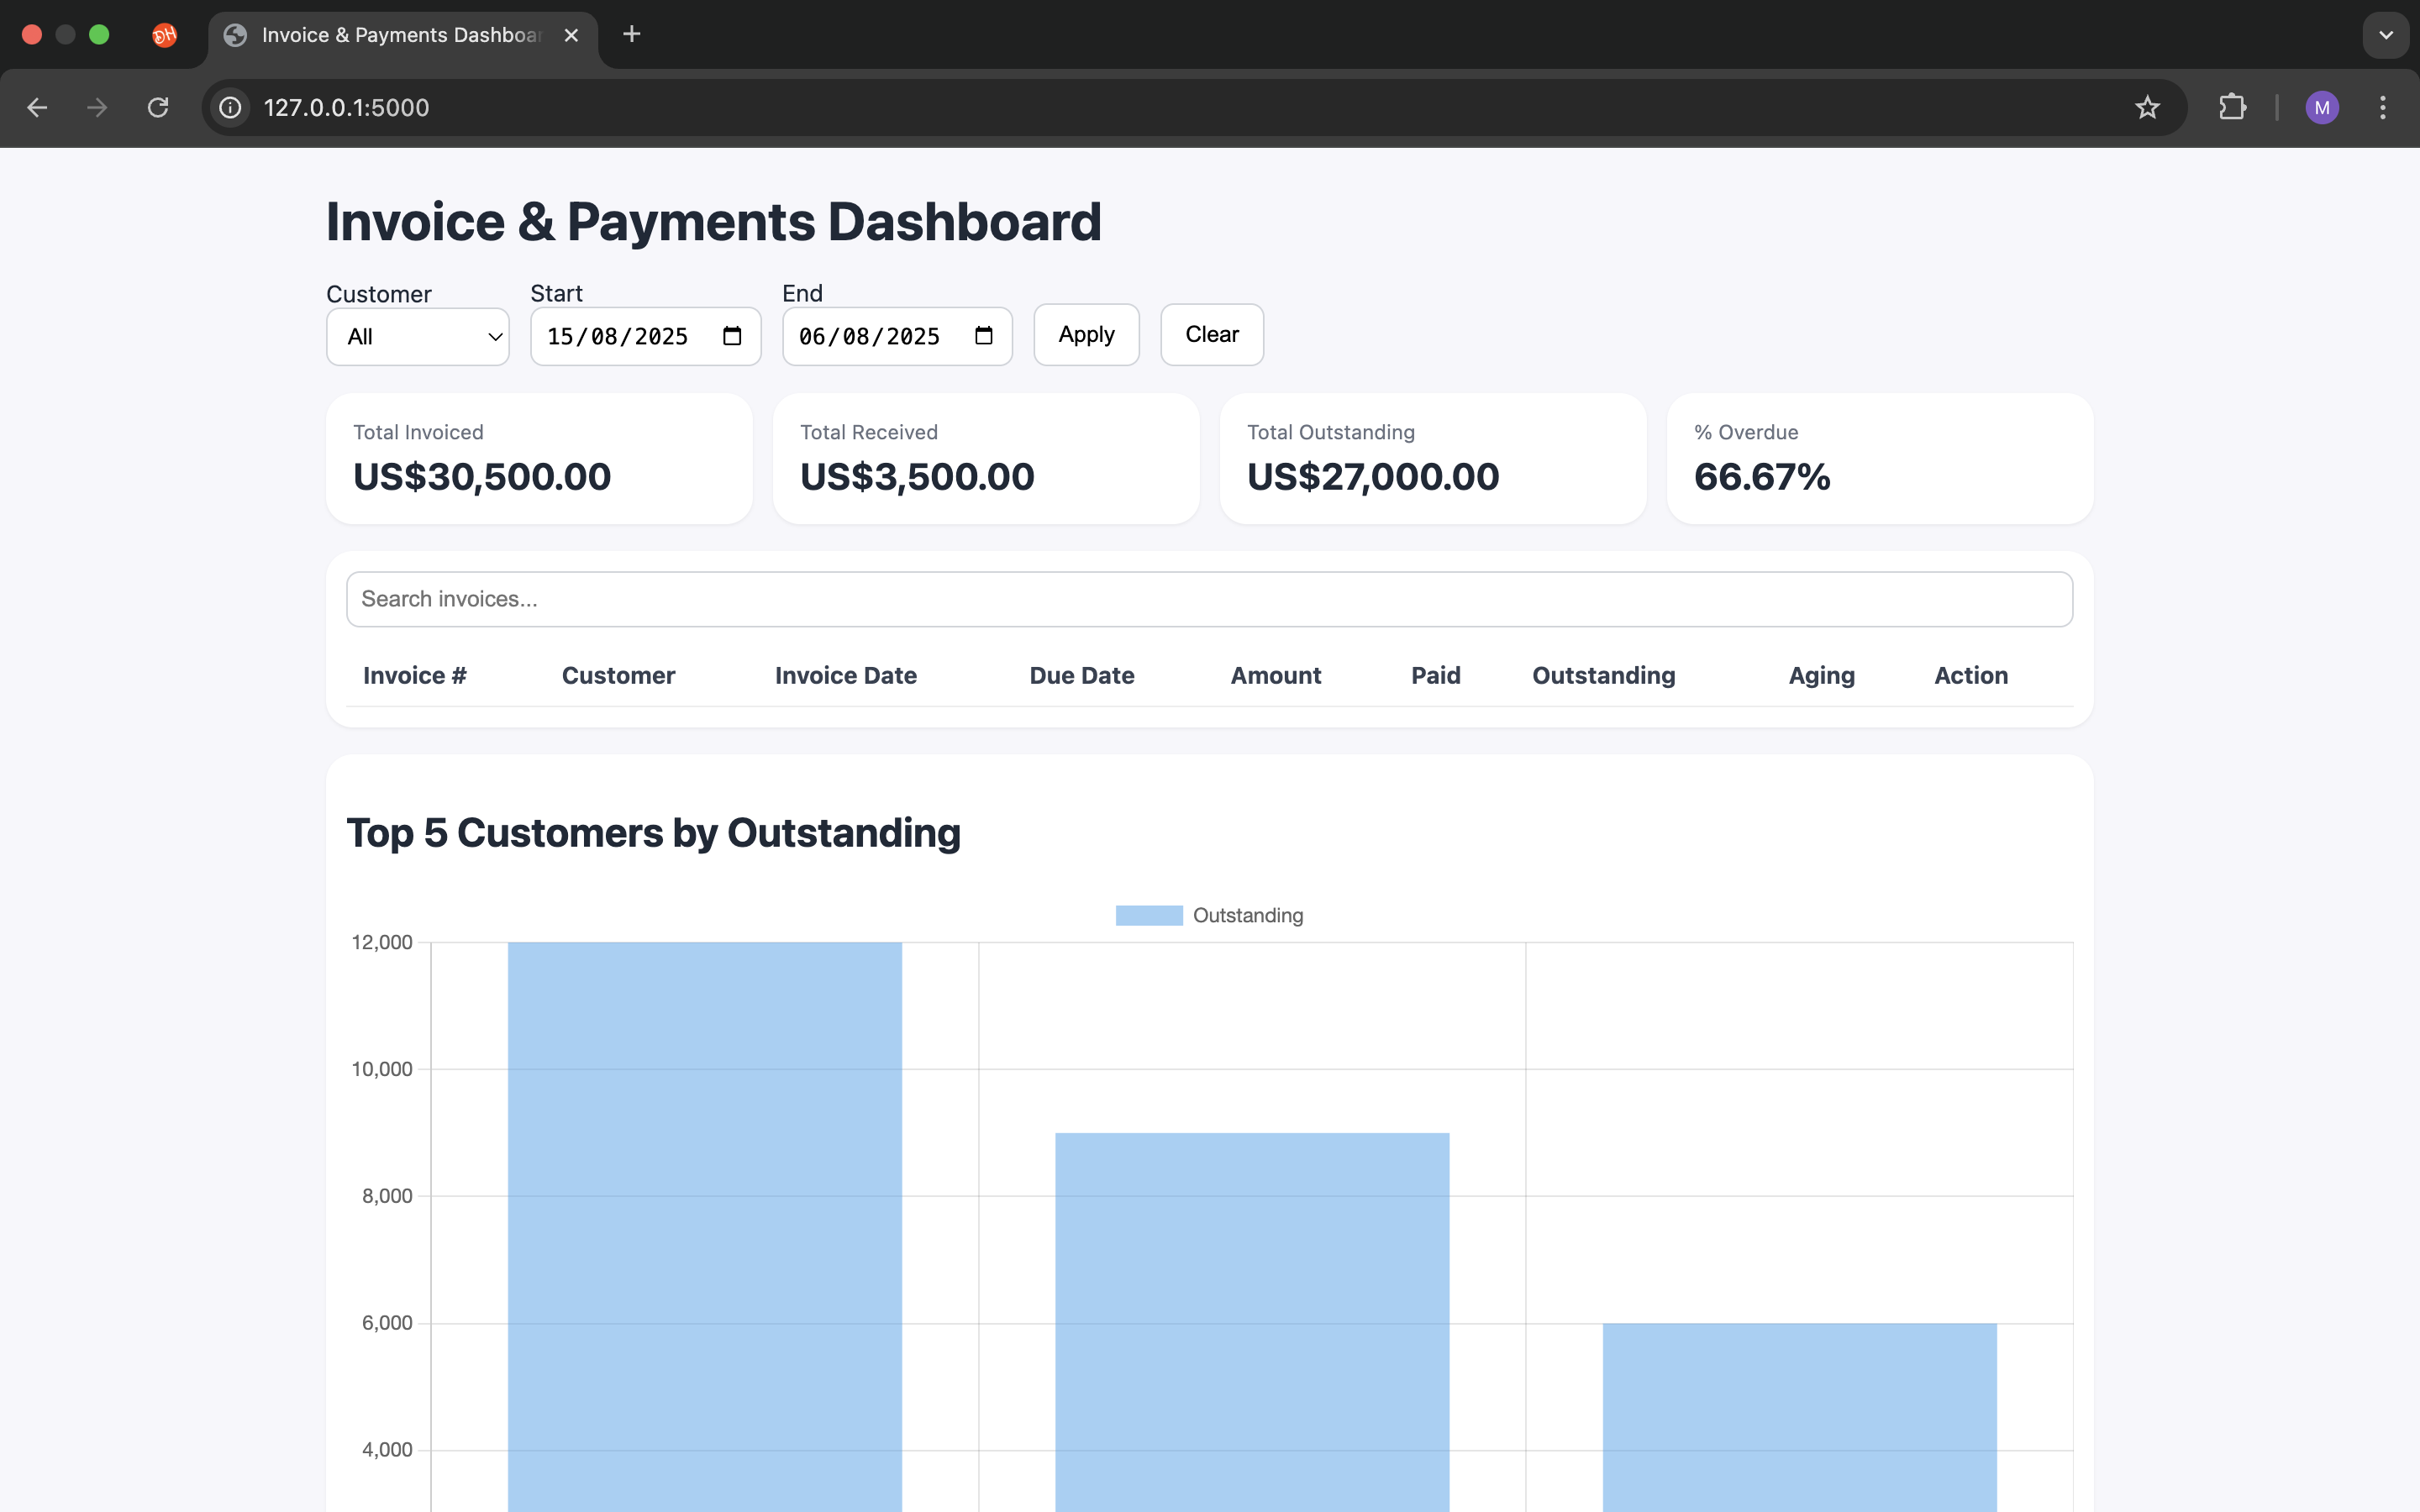 DH
Invoice & Payments Dashboar
127.0.0.1:5000
M
Invoice & Payments Dashboard
Customer Start End
All 15/08/2025 06/08/2025 Apply Clear
Total Invoiced Total Received Total Outstanding % Overdue
US$30,500.00 US$3,500.00 US$27,000.00 66.67%
Search invoices...
Invoice # Customer Invoice Date Due Date Amount Paid Outstanding Aging Action
Top 5 Customers by Outstanding
Outstanding
12,000
10,000
8,000
6,000
4,000